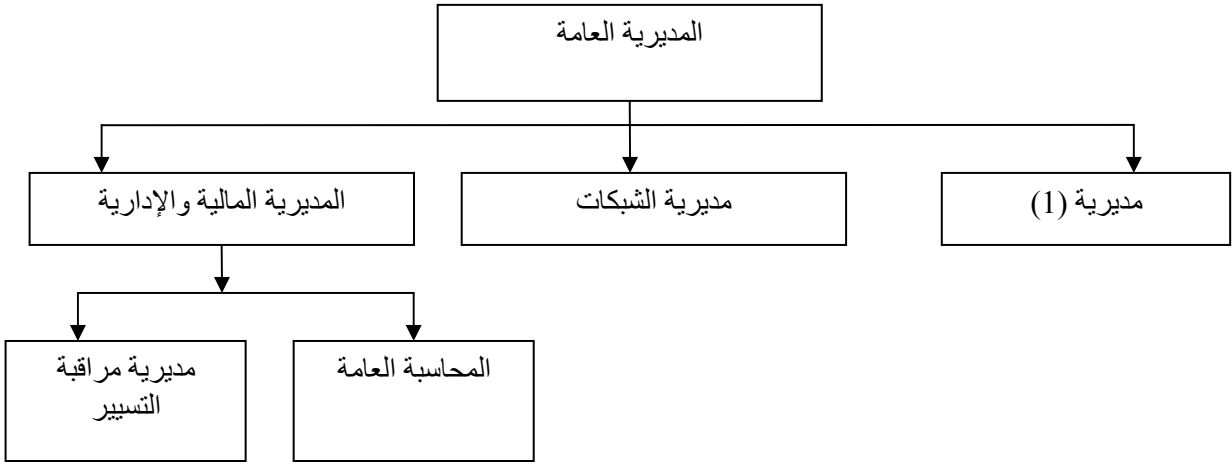 المديرية العامة
مديرية (1)
مديرية الشبكات
المديرية المالية والإدارية
المحاسبة العامة
مديرية مراقبة
التسيير